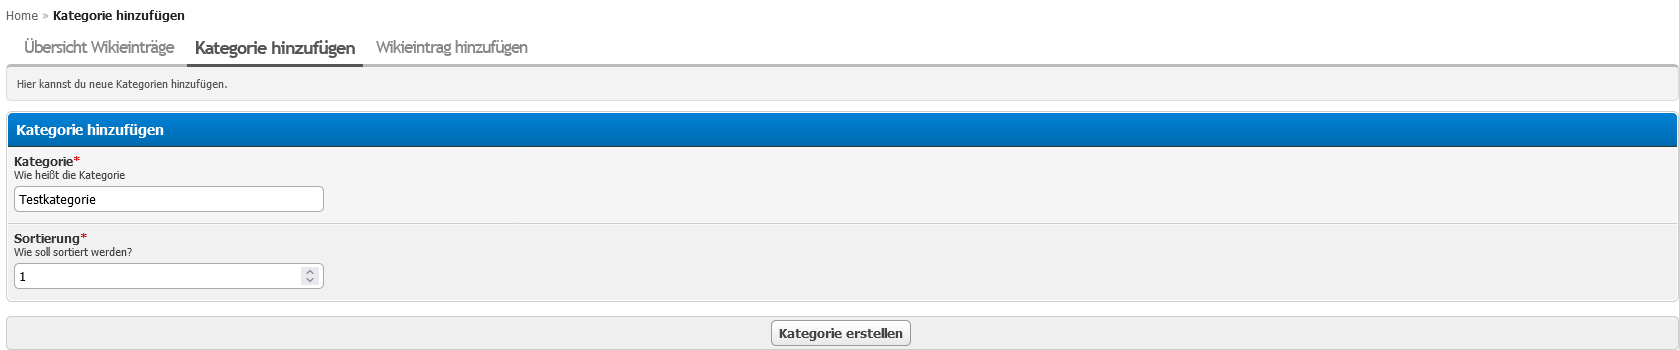 Home » Kategorie hinzufügen
Übersicht Wikieinträge Kategorie hinzufügen Wikieintrag hinzufügen
Hier kannst du neue Kategorien hinzufügen.
Kategorie hinzufügen
Kategorie*
Wie heißt die Kategorie
Testkategorie
Sortierung*
Wie soll sortiert werden?
1
Kategorie erstellen